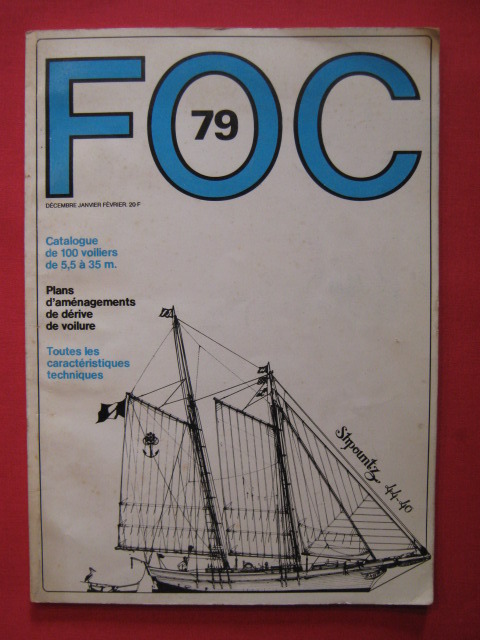 FOC
79
DÉCEMBRE JANVIER FÉVRIER. 20 F
Catalogue
de 100 voiliers
de 5,5 à 35 m.
Plans
d'aménagements
de dérive
de voilure
Toutes les
caractéristiques
techniques
Shpountz 44-40